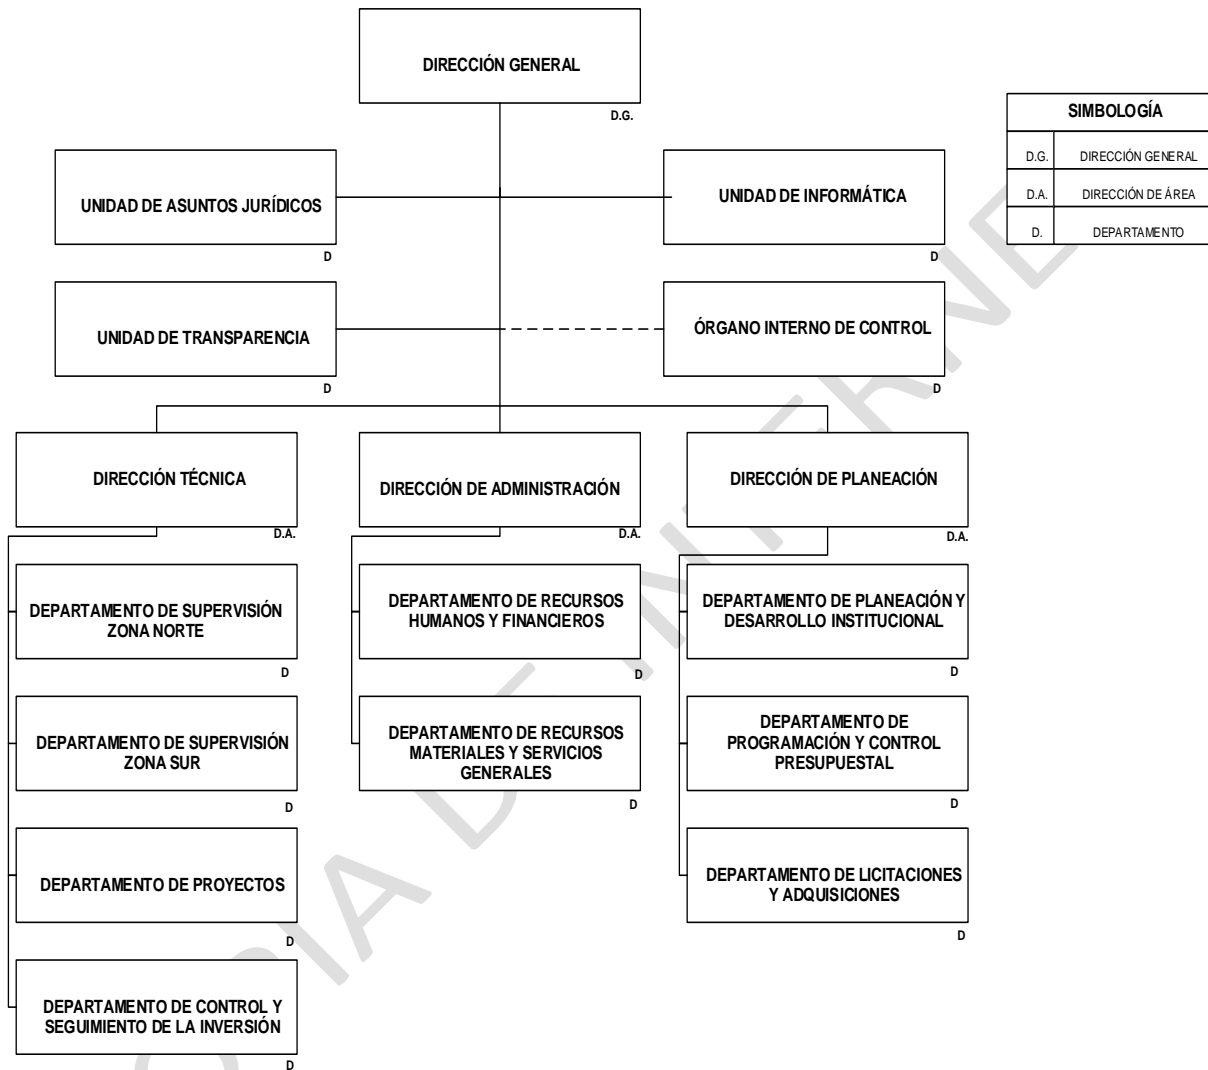 DIRECCIÓN GENERAL
D.G.
SIMBOLOGÍA
D.G. DIRECCIÓN GENERAL
D.A. DIRECCIÓN DE ÁREA
D. DEPARTAMENTO
UNIDAD DE ASUNTOS JURÍDICOS
D
UNIDAD DE INFORMÁTICA
D
UNIDAD DE TRANSPARENCIA
D
ÓRGANO INTERNO DE CONTROL
D
DIRECCIÓN TÉCNICA
D.A.
DIRECCIÓN DE ADMINISTRACIÓN
D.A.
DIRECCIÓN DE PLANEACIÓN
D.A.
DEPARTAMENTO DE SUPERVISIÓN
ZONA NORTE
D
DEPARTAMENTO DE RECURSOS
HUMANOS Y FINANCIEROS
D
DEPARTAMENTO DE PLANEACIÓN Y
DESARROLLO INSTITUCIONAL
D
DEPARTAMENTO DE SUPERVISIÓN
ZONA SUR
D
DEPARTAMENTO DE RECURSOS
MATERIALES Y SERVICIOS
GENERALES
D
DEPARTAMENTO DE
PROGRAMACIÓN Y CONTROL
PRESUPUESTAL
D
DEPARTAMENTO DE PROYECTOS
D
DEPARTAMENTO DE LICITACIONES
Y ADQUISICIONES
D
DEPARTAMENTO DE CONTROL Y
SEGUIMIENTO DE LA INVERSIÓN
D